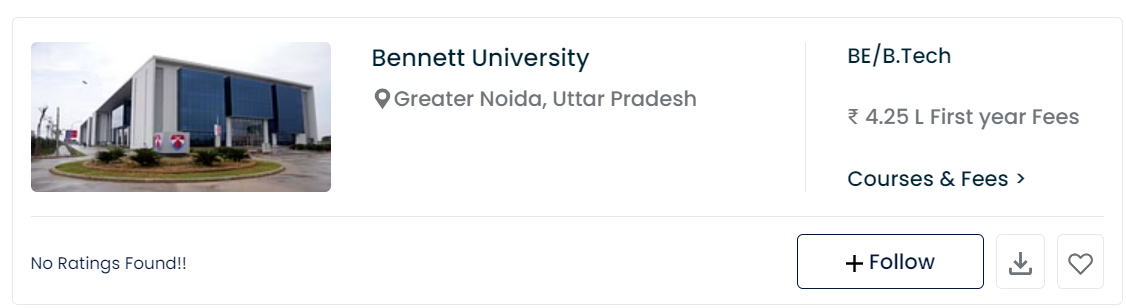 Bennett University
Greater Noida, Uttar Pradesh
BE/B.Tech
₹ 4.25 L First year Fees
Courses & Fees >
No Ratings Found!!
+ Follow